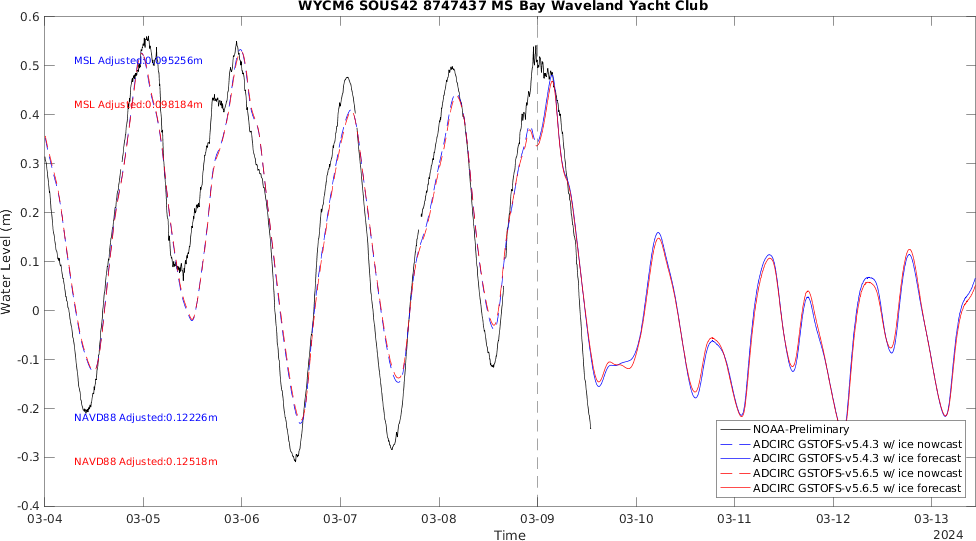 WYCM6 SOUS42 8747437 MS Bay Waveland Yacht Club
0.6
0.5
0.4
0.3
0.2
0.1
0
-0.1
-0.2
-0.3
-0.4
Water Level (m)
MSL Adjusted:0.095256m
MSL Adjusted:0.098184m
NAVD88 Adjusted:0.12226m
NAVD88 Adjusted:0.12518m
NOAA-Preliminary
ADCIRC GSTOFS-v5.4.3 w/ ice nowcast
ADCIRC GSTOFS-v5.4.3 w/ ice forecast
ADCIRC GSTOFS-v5.6.5 w/ ice nowcast
ADCIRC GSTOFS-v5.6.5 w/ ice forecast
03-04 03-05 03-06 03-07 03-08 03-09 03-10 03-11 03-12 03-13
Time
2024